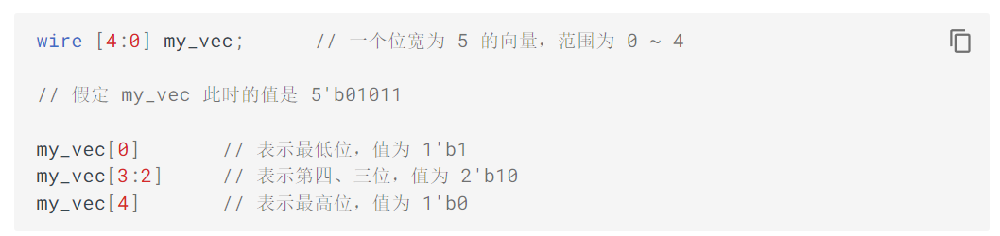 wire [4:0] my_vec;      // 一个位宽为 5 的向量，范围为 0 ~ 4
// 假定 my_vec 此时的值是 5'b01011
my_vec[0]        // 表示最低位，值为 1'b1
my_vec[3:2]      // 表示第四、三位，值为 2'b10
my_vec[4]        // 表示最高位，值为 1'b0